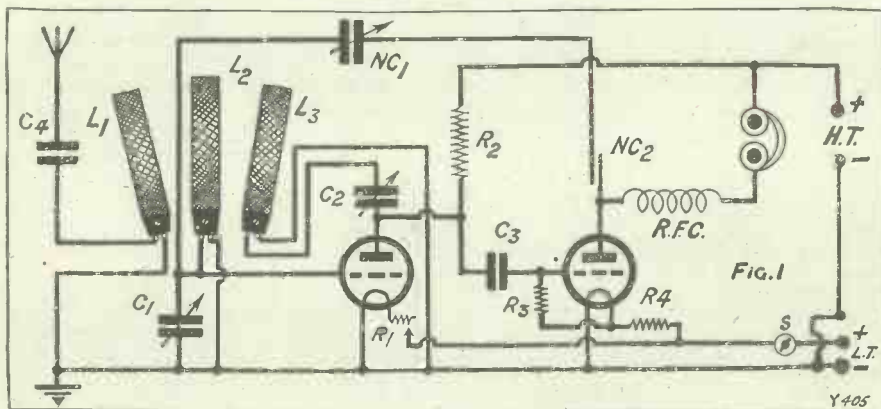 C4
L1
L2
L3
NC1
C2
C1
R1
R2
C3
R3
NC2
R.F.C.
R4
Fig.1
+
H.T.
-
S
+
L.T.
-
Y405